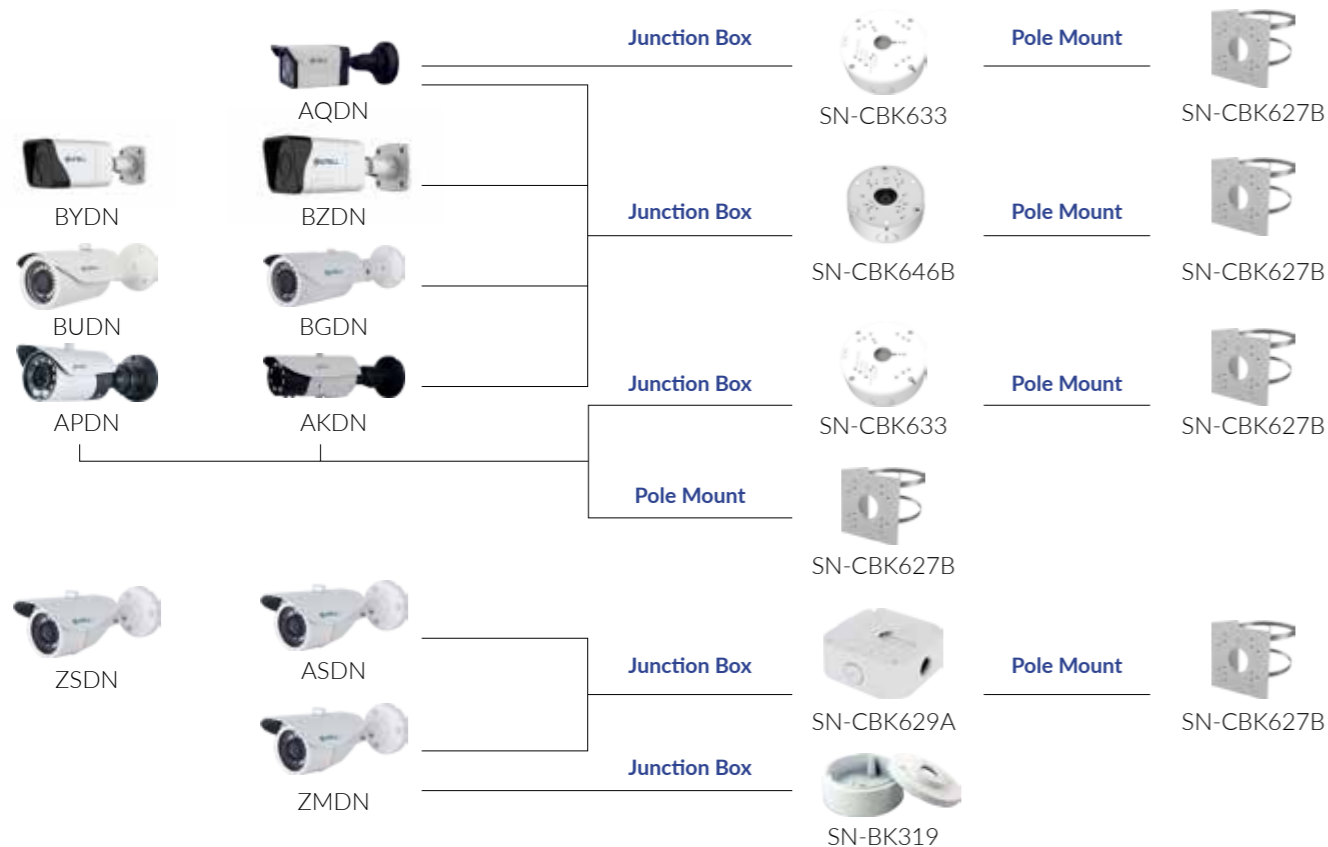 Junction Box
Pole Mount
AQDN
SN-CBK633
SN-CBK627B
BYDN
BZDN
Junction Box
Pole Mount
SN-CBK646B
SN-CBK627B
BUDN
BGDN
Junction Box
Pole Mount
APDN
AKDN
SN-CBK633
SN-CBK627B
Pole Mount
SN-CBK627B
ZSDN
ASDN
Junction Box
Pole Mount
SN-CBK629A
SN-CBK627B
Junction Box
ZMDN
SN-BK319